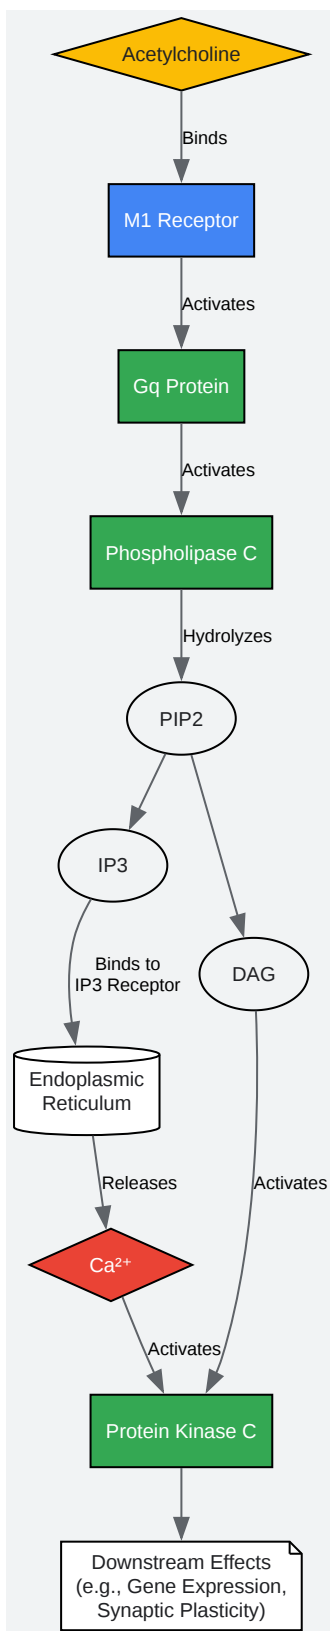 Acetylcholine
Binds
M1 Receptor
Activates
Gq Protein
Activates
Phospholipase C
Hydrolyzes
PIP2
IP3
Binds to
IP3 Receptor
DAG
Endoplasmic
Reticulum
Releases
Activates
Ca²⁺
Activates
Protein Kinase C
Downstream Effects
(e.g., Gene Expression,
Synaptic Plasticity)